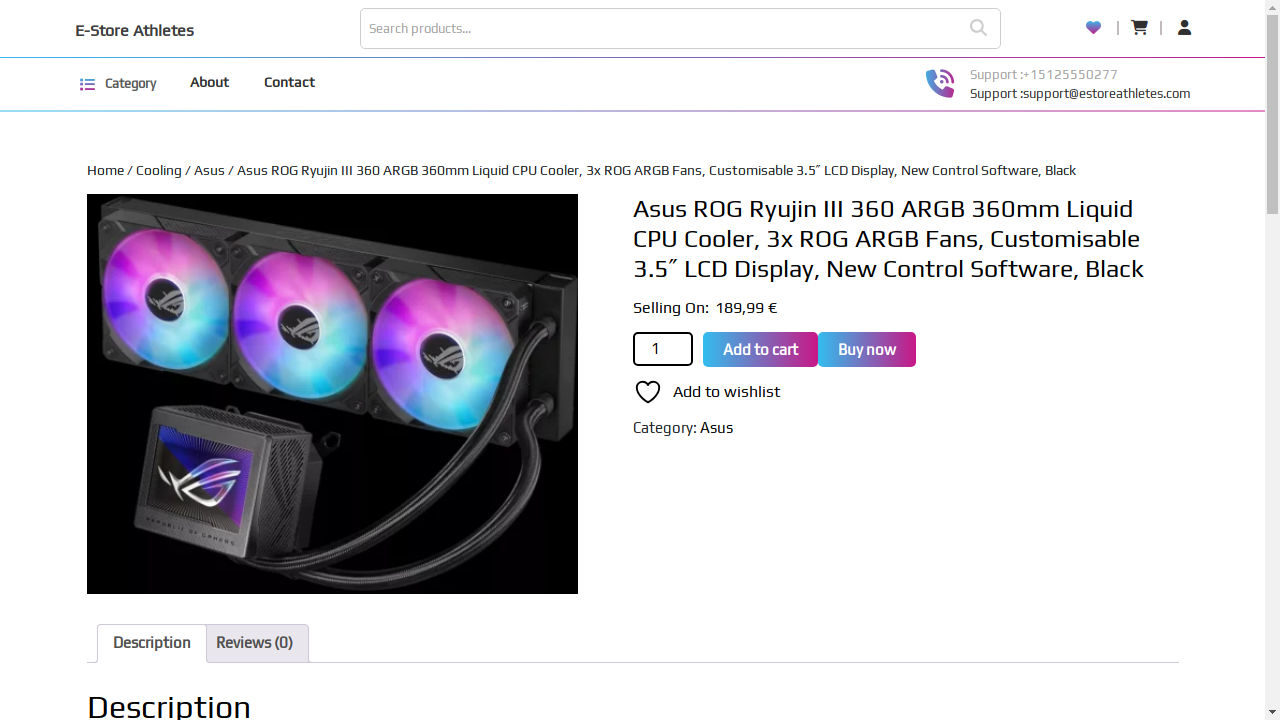 E-Store Athletes
Search products...
Category
About
Contact
Support :+15125550277
Support :support@estoreathletes.com
Home / Cooling / Asus / Asus ROG Ryujin III 360 ARGB 360mm Liquid CPU Cooler, 3x ROG ARGB Fans, Customisable 3.5″ LCD Display, New Control Software, Black
Asus ROG Ryujin III 360 ARGB 360mm Liquid
CPU Cooler, 3x ROG ARGB Fans, Customisable
3.5″ LCD Display, New Control Software, Black
Selling On: 189,99 €
1
Add to cart
Buy now
Add to wishlist
Category: Asus
REPUBLIC OF GAMERS
Description
Reviews (0)
Description